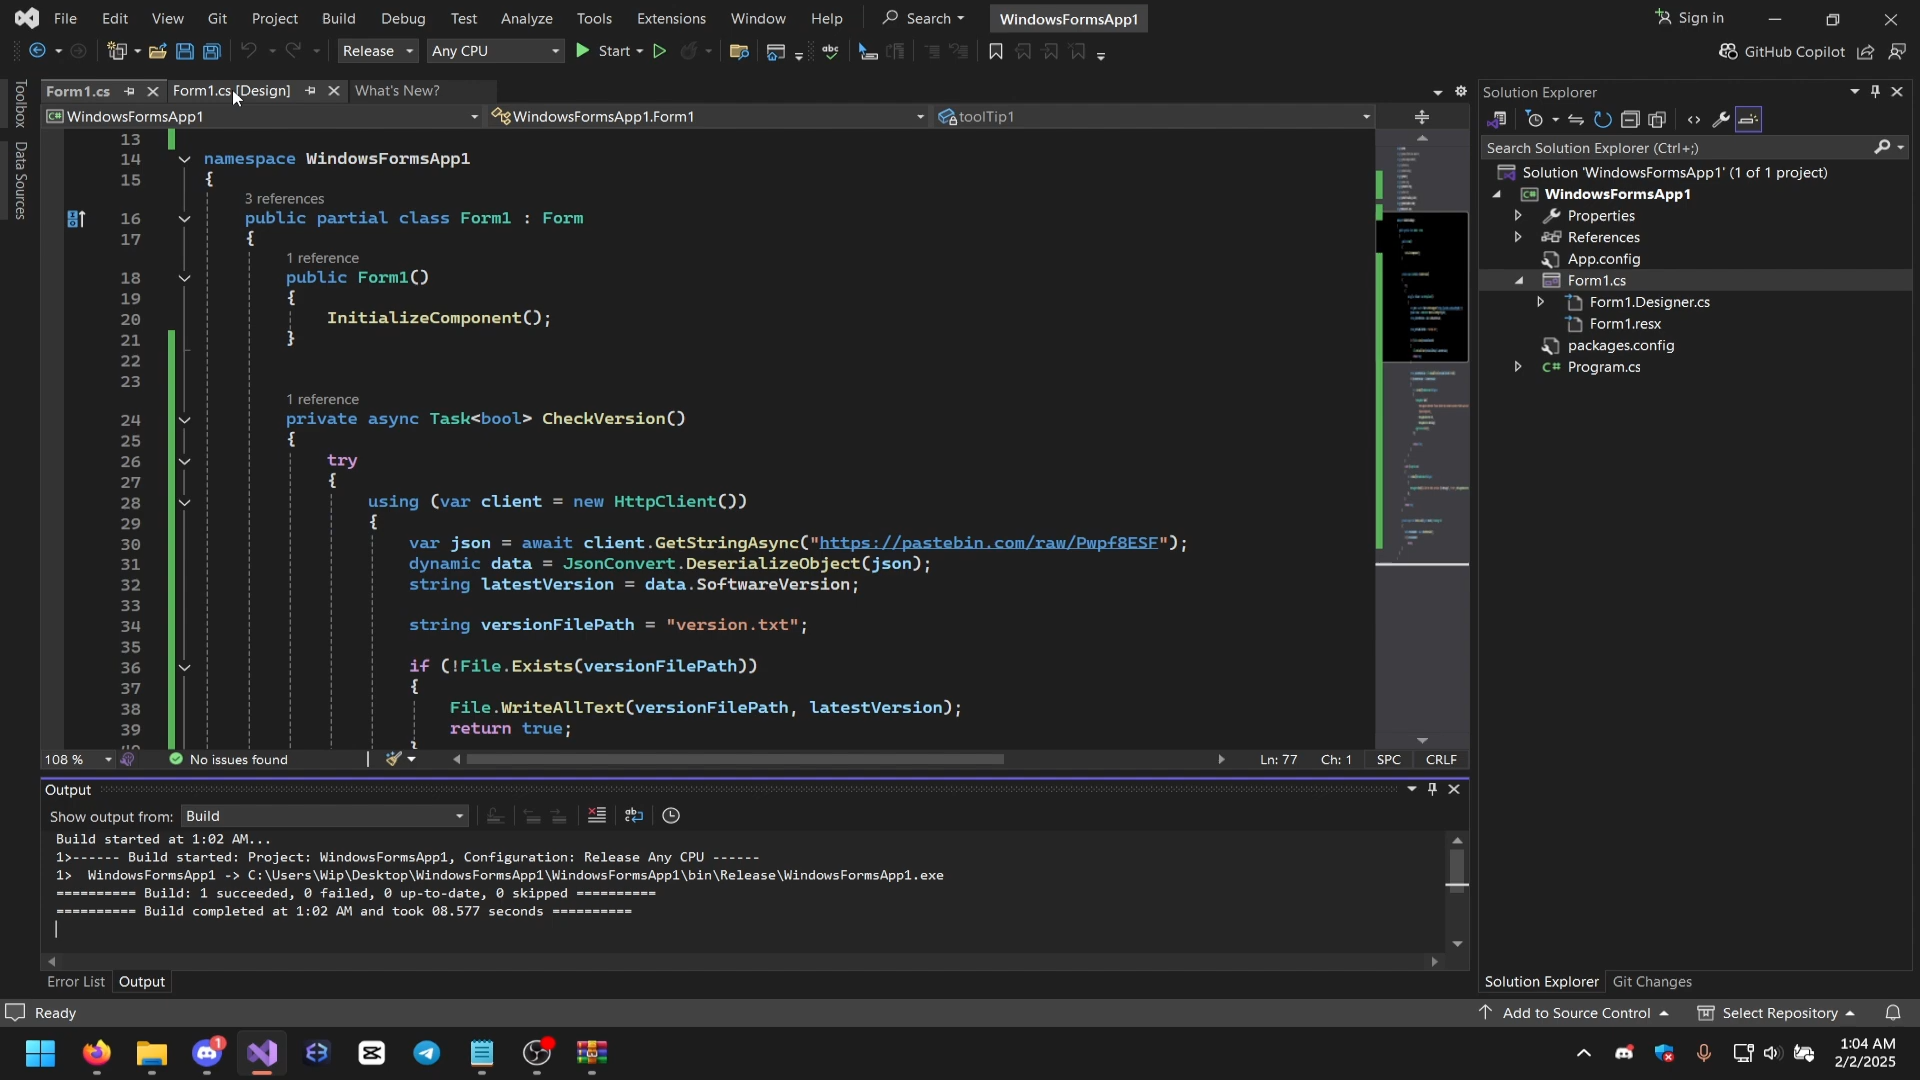 File Edit View Git Project Build Debug Test Analyze Tools Extensions Window Help Search WindowsFormsApp1 Sign in
Release Any CPU Start GitHub Copilot
Toolbox
Data Sources
Form1.cs Form1.cs [Design] What's New?
WindowsFormsApp1 WindowsFormsApp1.Form1 toolTip1
13
14 namespace WindowsFormsApp1
15 {
3 references
16 public partial class Form1 : Form
17 {
1 reference
18 public Form1()
19 {
20 InitializeComponent();
21 }
22
23
1 reference
24 private async Task<bool> CheckVersion()
25 {
26 try
27 {
28 using (var client = new HttpClient())
29 {
30 var json = await client.GetStringAsync("https://pastebin.com/raw/Pwpf8ESF");
31 dynamic data = JsonConvert.DeserializeObject(json);
32 string latestVersion = data.SoftwareVersion;
33
34 string versionFilePath = "version.txt";
35
36 if (!File.Exists(versionFilePath))
37 {
38 File.WriteAllText(versionFilePath, latestVersion);
39 return true;
108 % No issues found Ln: 77 Ch: 1 SPC CRLF
Output
Show output from: Build
Build started at 1:02 AM...
1>------ Build started: Project: WindowsFormsApp1, Configuration: Release Any CPU ------
1> WindowsFormsApp1 -> C:\Users\Wip\Desktop\WindowsFormsApp1\WindowsFormsApp1\bin\Release\WindowsFormsApp1.exe
========== Build: 1 succeeded, 0 failed, 0 up-to-date, 0 skipped ==========
========== Build completed at 1:02 AM and took 08.577 seconds ==========
Error List Output
Solution Explorer
Search Solution Explorer (Ctrl+;)
Solution 'WindowsFormsApp1' (1 of 1 project)
WindowsFormsApp1
Properties
References
App.config
Form1.cs
Form1.Designer.cs
Form1.resx
packages.config
C# Program.cs
Solution Explorer Git Changes
Ready Add to Source Control Select Repository
1:04 AM
2/2/2025